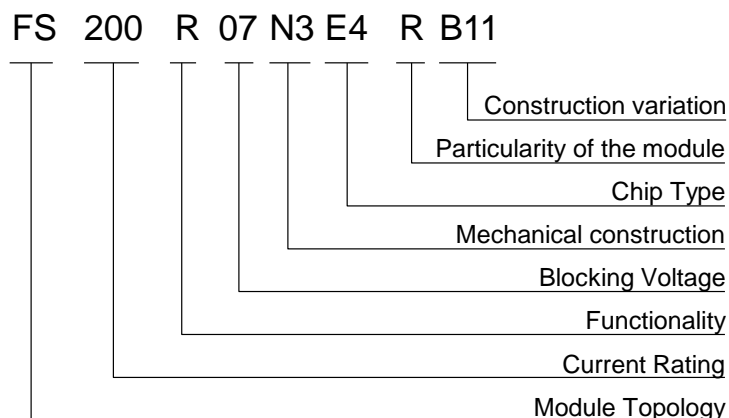 FS 200 R 07 N3 E4 R B11
Construction variation
Particularity of the module
Chip Type
Mechanical construction
Blocking Voltage
Functionality
Current Rating
Module Topology